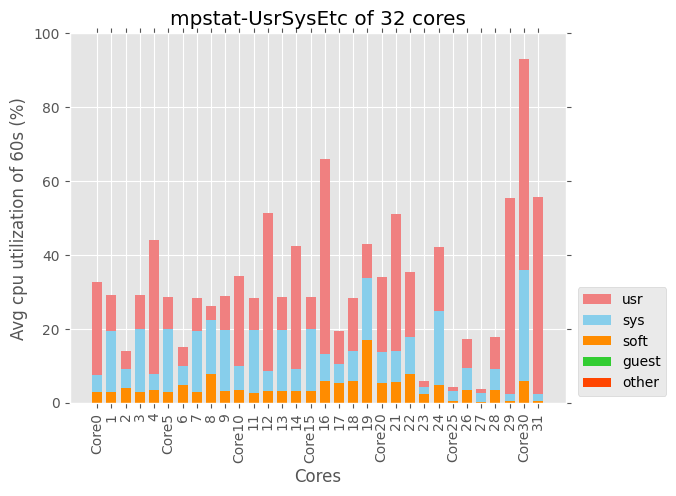 mpstat-UsrSysEtc of 32 cores
Avg cpu utilization of 60s (%)
100
80
60
40
20
0
Core0
1
2
3
4
Core5
6
7
8
9
Core10
11
12
13
14
Core15
16
17
18
19
Core20
21
22
23
24
Core25
26
27
28
29
Core30
31
Cores
usr
sys
soft
guest
other